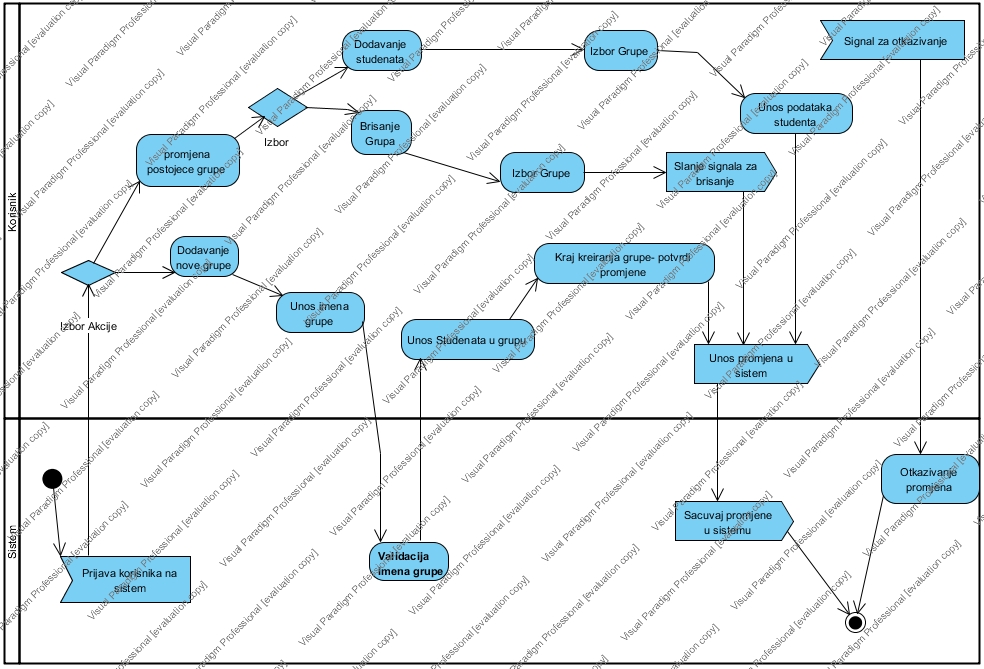 Korisnik
Dodavanje
studenata
Izbor Grupe
Signal za otkazivanje
Unos podataka
studenta
Izbor
Brisanje
Grupa
promjena
postojece grupe
Izbor Grupe
Slanje signala za
brisanje
Dodavanje
nove grupe
Kraj kreiranja grupe- potvrdi
promjene
Unos imena
grupe
Izbor Akcije
Unos Studenata u grupu
Unos promjena u
sistem
Sistem
Otkazivanje
promjena
Sacuvaj promjene
u sistemu
Validacija
imena grupe
Prijava korisnika na
sistem
Visual Paradigm Professional [evaluation copy]